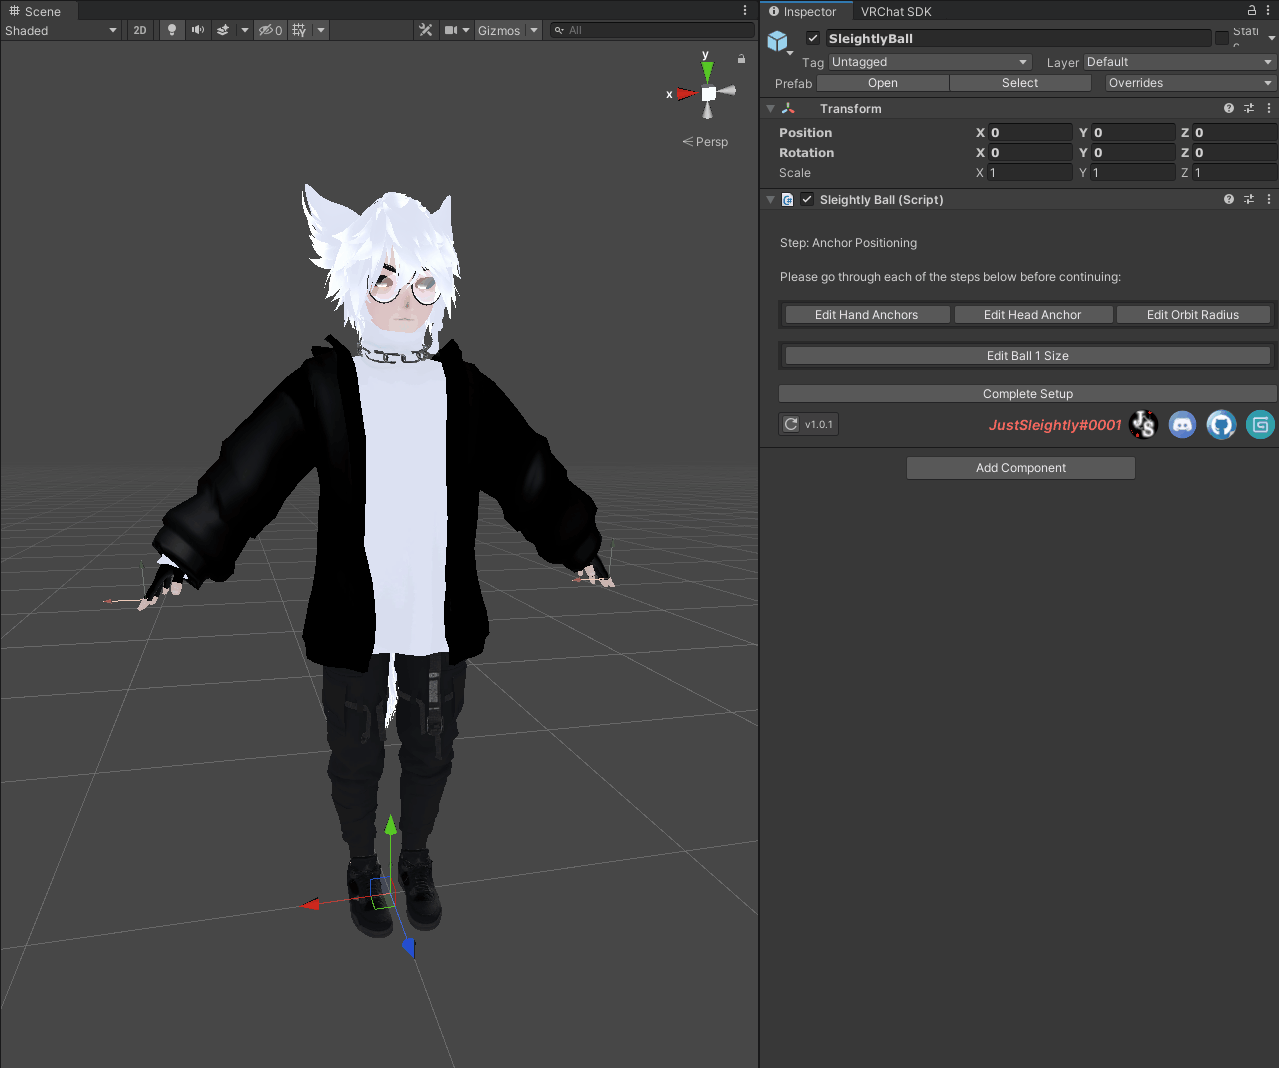 Scene
Shaded
2D
0
Gizmos
All
y
x
Persp
Inspector
VRChat SDK
SleightlyBall
Tag Untagged Layer Default
Prefab Open Select Overrides
Transform
Position X 0 Y 0 Z 0
Rotation X 0 Y 0 Z 0
Scale X 1 Y 1 Z 1
Sleightly Ball (Script)
Step: Anchor Positioning
Please go through each of the steps below before continuing:
Edit Hand Anchors Edit Head Anchor Edit Orbit Radius
Edit Ball 1 Size
Complete Setup
v1.0.1 JustSleightly#0001 JS
Add Component